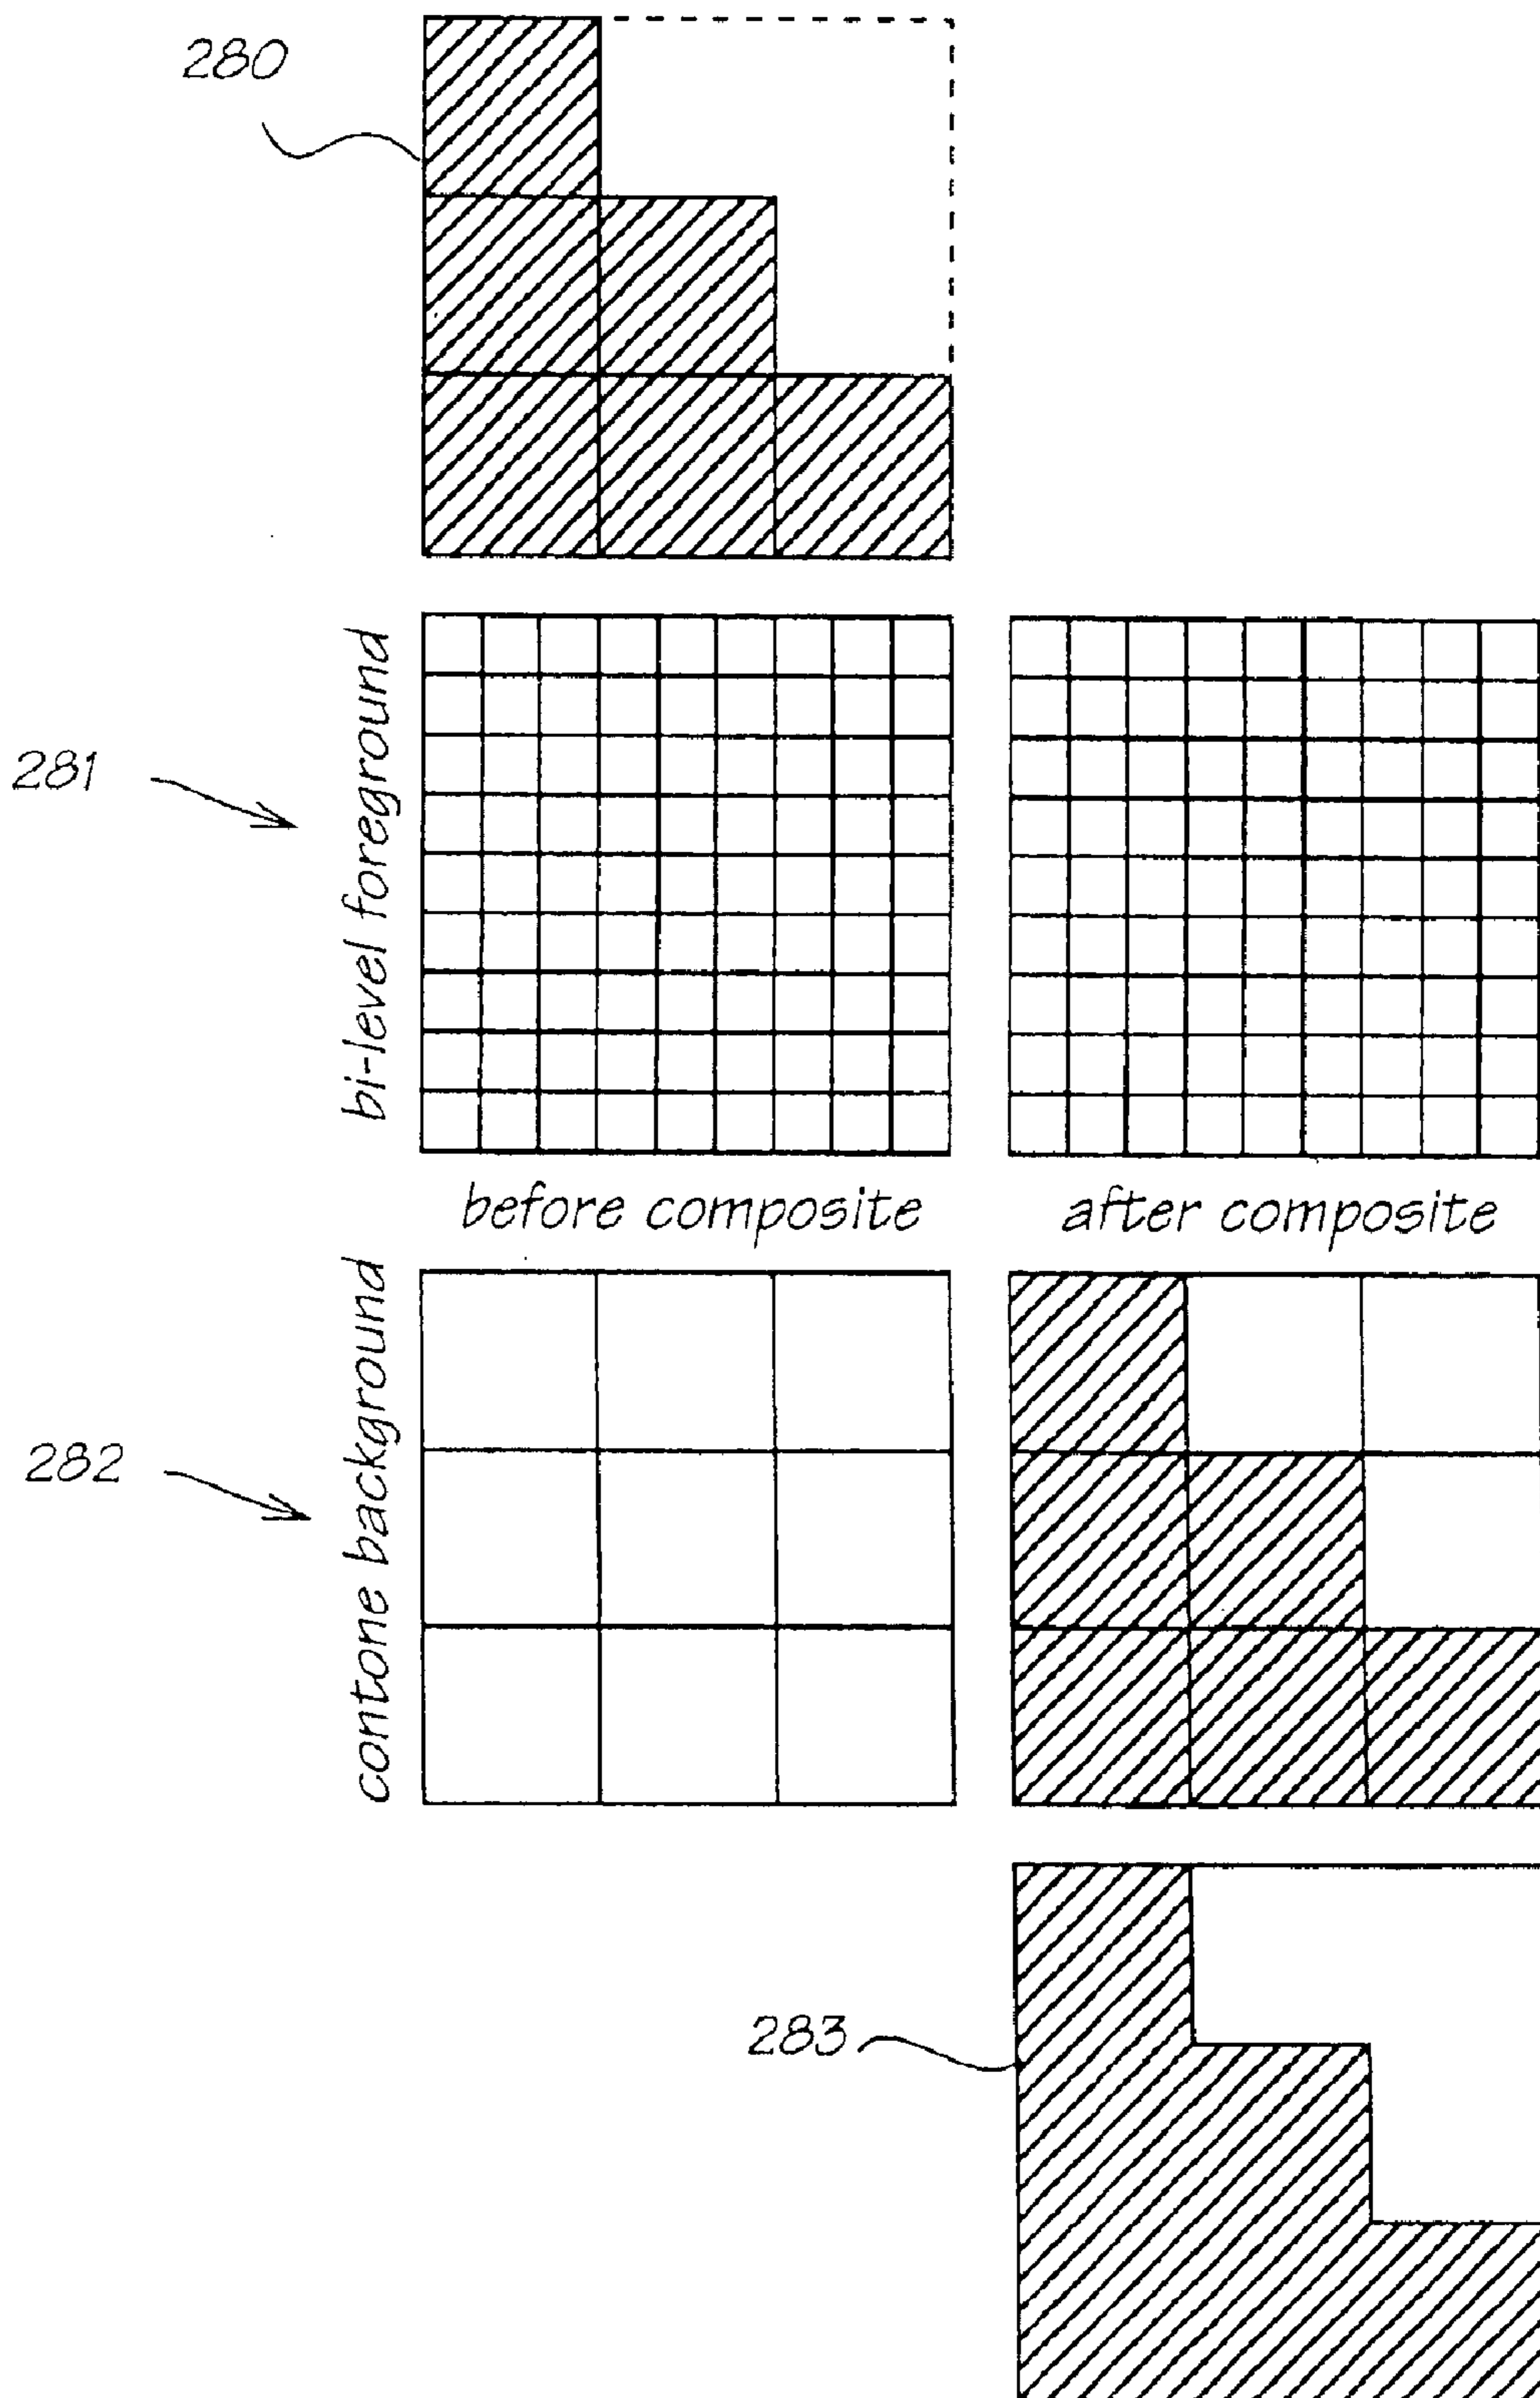 280
281
bi-level foreground
before composite
after composite
282
contone background
283